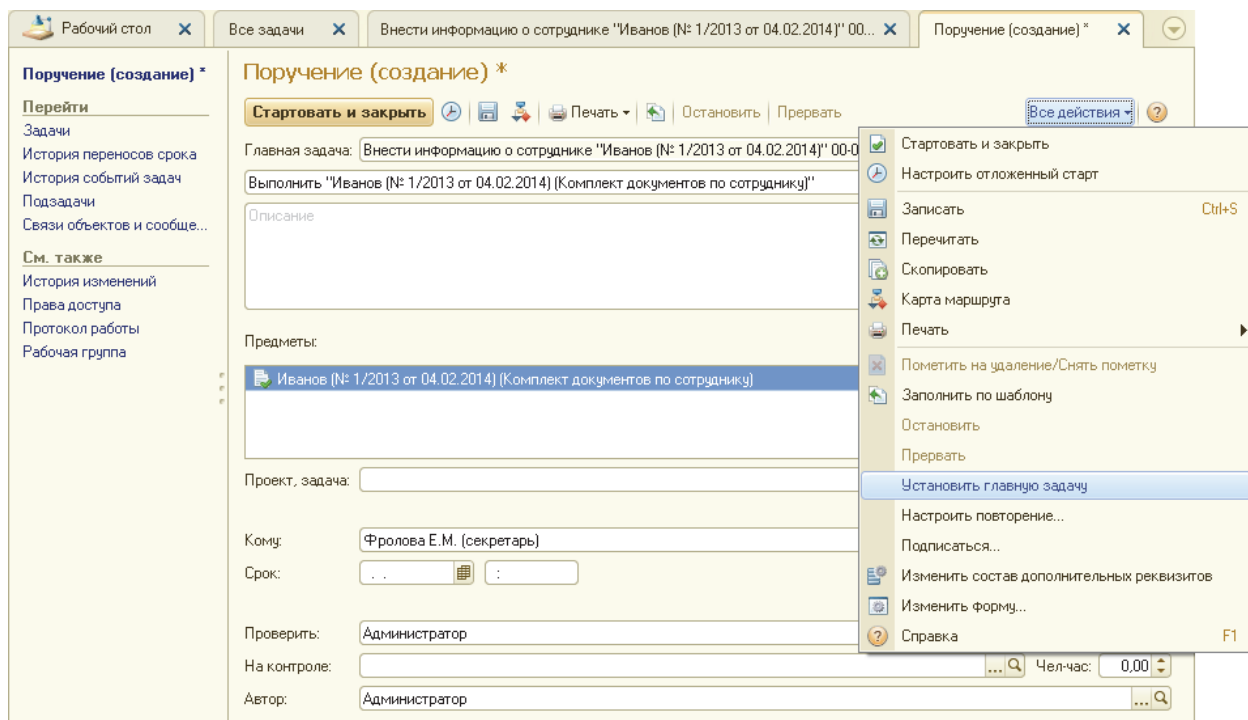 Рабочий стол
Все задачи
Внести информацию о сотруднике "Иванов (№ 1/2013 от 04.02.2014)" 00...
Поручение (создание) *
Поручение (создание) *
Перейти
Задачи
История переносов срока
История событий задач
Подзадачи
Связи объектов и сообще...
См. также
История изменений
Права доступа
Протокол работы
Рабочая группа
Поручение (создание) *
Стартовать и закрыть Печать Остановить Прервать Все действия
Главная задача: Внести информацию о сотруднике "Иванов (№ 1/2013 от 04.02.2014)" 00-0
Выполнить "Иванов (№ 1/2013 от 04.02.2014) (Комплект документов по сотруднику)"
Описание
Предметы:
Иванов (№ 1/2013 от 04.02.2014) (Комплект документов по сотруднику)
Проект, задача:
Кому: Фролова Е.М. (секретарь)
Срок: . . :
Проверить: Администратор
На контроле: ... Чел-час: 0,00
Автор: Администратор ...
Стартовать и закрыть
Настроить отложенный старт
Записать Ctrl+S
Перечитать
Скопировать
Карта маршрута
Печать
Пометить на удаление/Снять пометку
Заполнить по шаблону
Остановить
Прервать
Установить главную задачу
Настроить повторение...
Подписаться...
Изменить состав дополнительных реквизитов
Изменить форму...
Справка F1